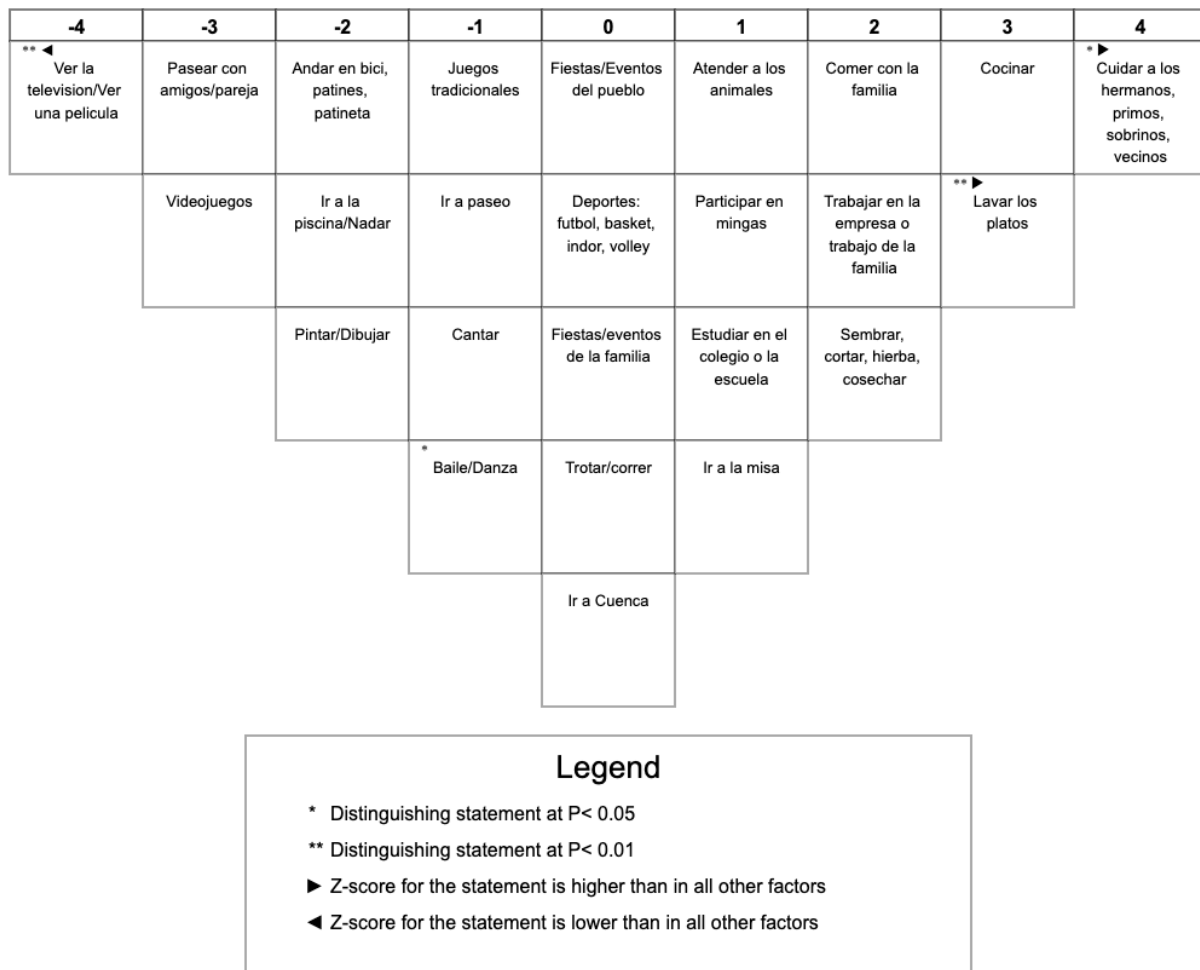 -4 -3 -2 -1 0 1 2 3 4
** ◄
Ver la
television/Ver
una pelicula
Pasear con
amigos/pareja
Andar en bici,
patines,
patineta
Juegos
tradicionales
Fiestas/Eventos
del pueblo
Atender a los
animales
Comer con la
familia
Cocinar
* ►
Cuidar a los
hermanos,
primos,
sobrinos,
vecinos
Videojuegos
Ir a la
piscina/Nadar
Ir a paseo
Deportes:
futbol, basket,
indor, volley
Participar en
mingas
Trabajar en la
empresa o
trabajo de la
familia
** ►
Lavar los
platos
Pintar/Dibujar
Cantar
Fiestas/eventos
de la familia
Estudiar en el
colegio o la
escuela
Sembrar,
cortar, hierba,
cosechar
*
Baile/Danza
Trotar/correr
Ir a la misa
Ir a Cuenca
Legend
* Distinguishing statement at P< 0.05
** Distinguishing statement at P< 0.01
► Z-score for the statement is higher than in all other factors
◄ Z-score for the statement is lower than in all other factors